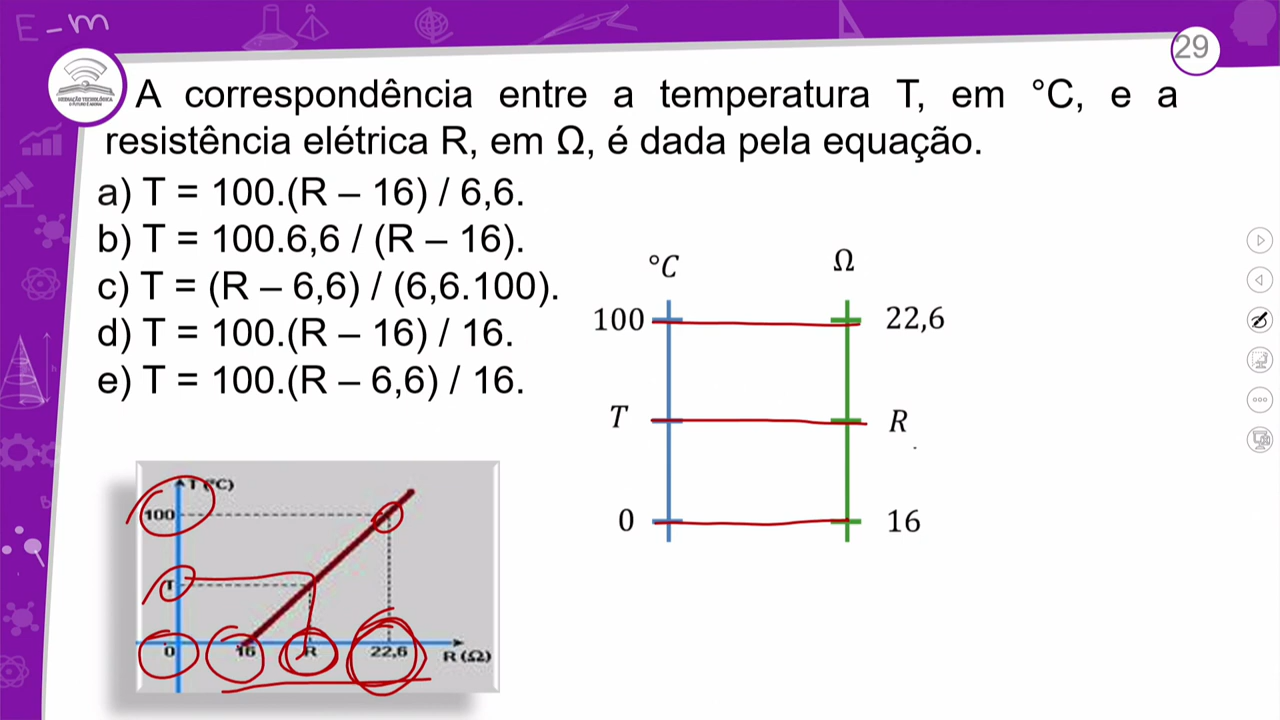 E-m
29
A correspondência entre a temperatura T, em °C, e a
resistência elétrica R, em Ω, é dada pela equação.
a) T = 100.(R – 16) / 6,6.
b) T = 100.6,6 / (R – 16).
c) T = (R – 6,6) / (6,6.100).
d) T = 100.(R – 16) / 16.
e) T = 100.(R – 6,6) / 16.
°C Ω
100 22,6
T R
0 16
T (°C)
100
T
0 16 R 22,6 R (Ω)